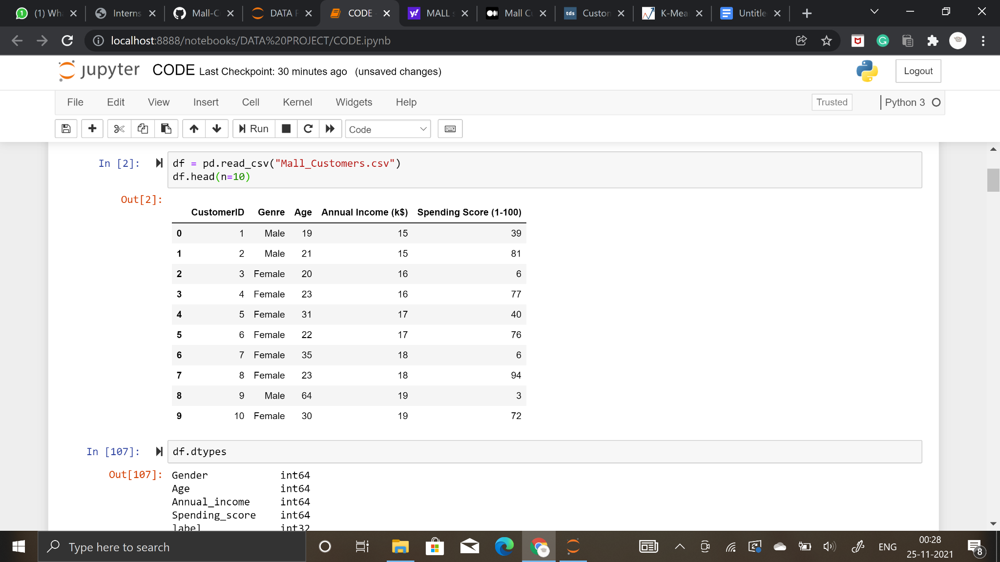 (1) Wh
Interns
Mall-C
DATA
CODE
MALL
Mall Cu
tds Custom
K-Mea
Untitle
localhost:8888/notebooks/DATA%20PROJECT/CODE.ipynb
jupyter CODE Last Checkpoint: 30 minutes ago (unsaved changes)
Logout
File Edit View Insert Cell Kernel Widgets Help
Trusted
Python 3
Run
Code
In [2]:
df = pd.read_csv("Mall_Customers.csv")
df.head(n=10)
Out[2]:
CustomerID Genre Age Annual Income (k$) Spending Score (1-100)
0 1 Male 19 15 39
1 2 Male 21 15 81
2 3 Female 20 16 6
3 4 Female 23 16 77
4 5 Female 31 17 40
5 6 Female 22 17 76
6 7 Female 35 18 6
7 8 Female 23 18 94
8 9 Male 64 19 3
9 10 Female 30 19 72
In [107]:
df.dtypes
Out[107]:
Gender int64
Age int64
Annual_income int64
Spending_score int64
label int32
Type here to search
ENG
00:28
25-11-2021
8